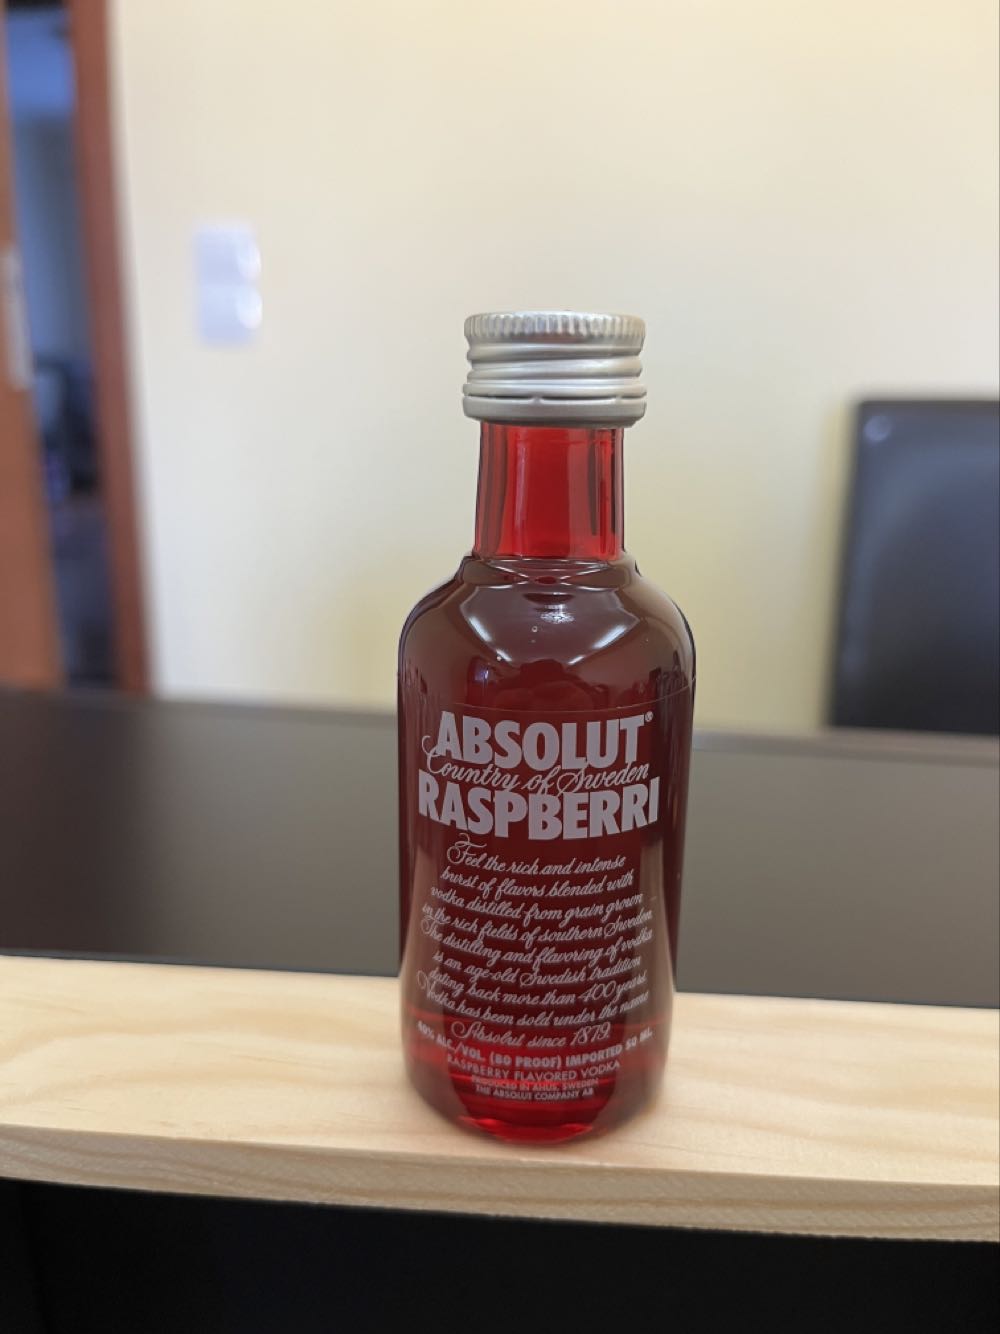 ABSOLUT®
Country of Sweden
RASPBERRI
Feel the rich and intense
burst of flavors blended with
vodka distilled from grain grown
in the rich fields of southern Sweden
The distilling and flavoring of vodka
is an age-old Swedish tradition
dating back more than 400 years.
Vodka has been sold under the name
Absolut since 1879.
40% ALC./VOL. (80 PROOF) IMPORTED 50 ML.
RASPBERRY FLAVORED VODKA
PRODUCED IN ÅHUS, SWEDEN
THE ABSOLUT COMPANY AB